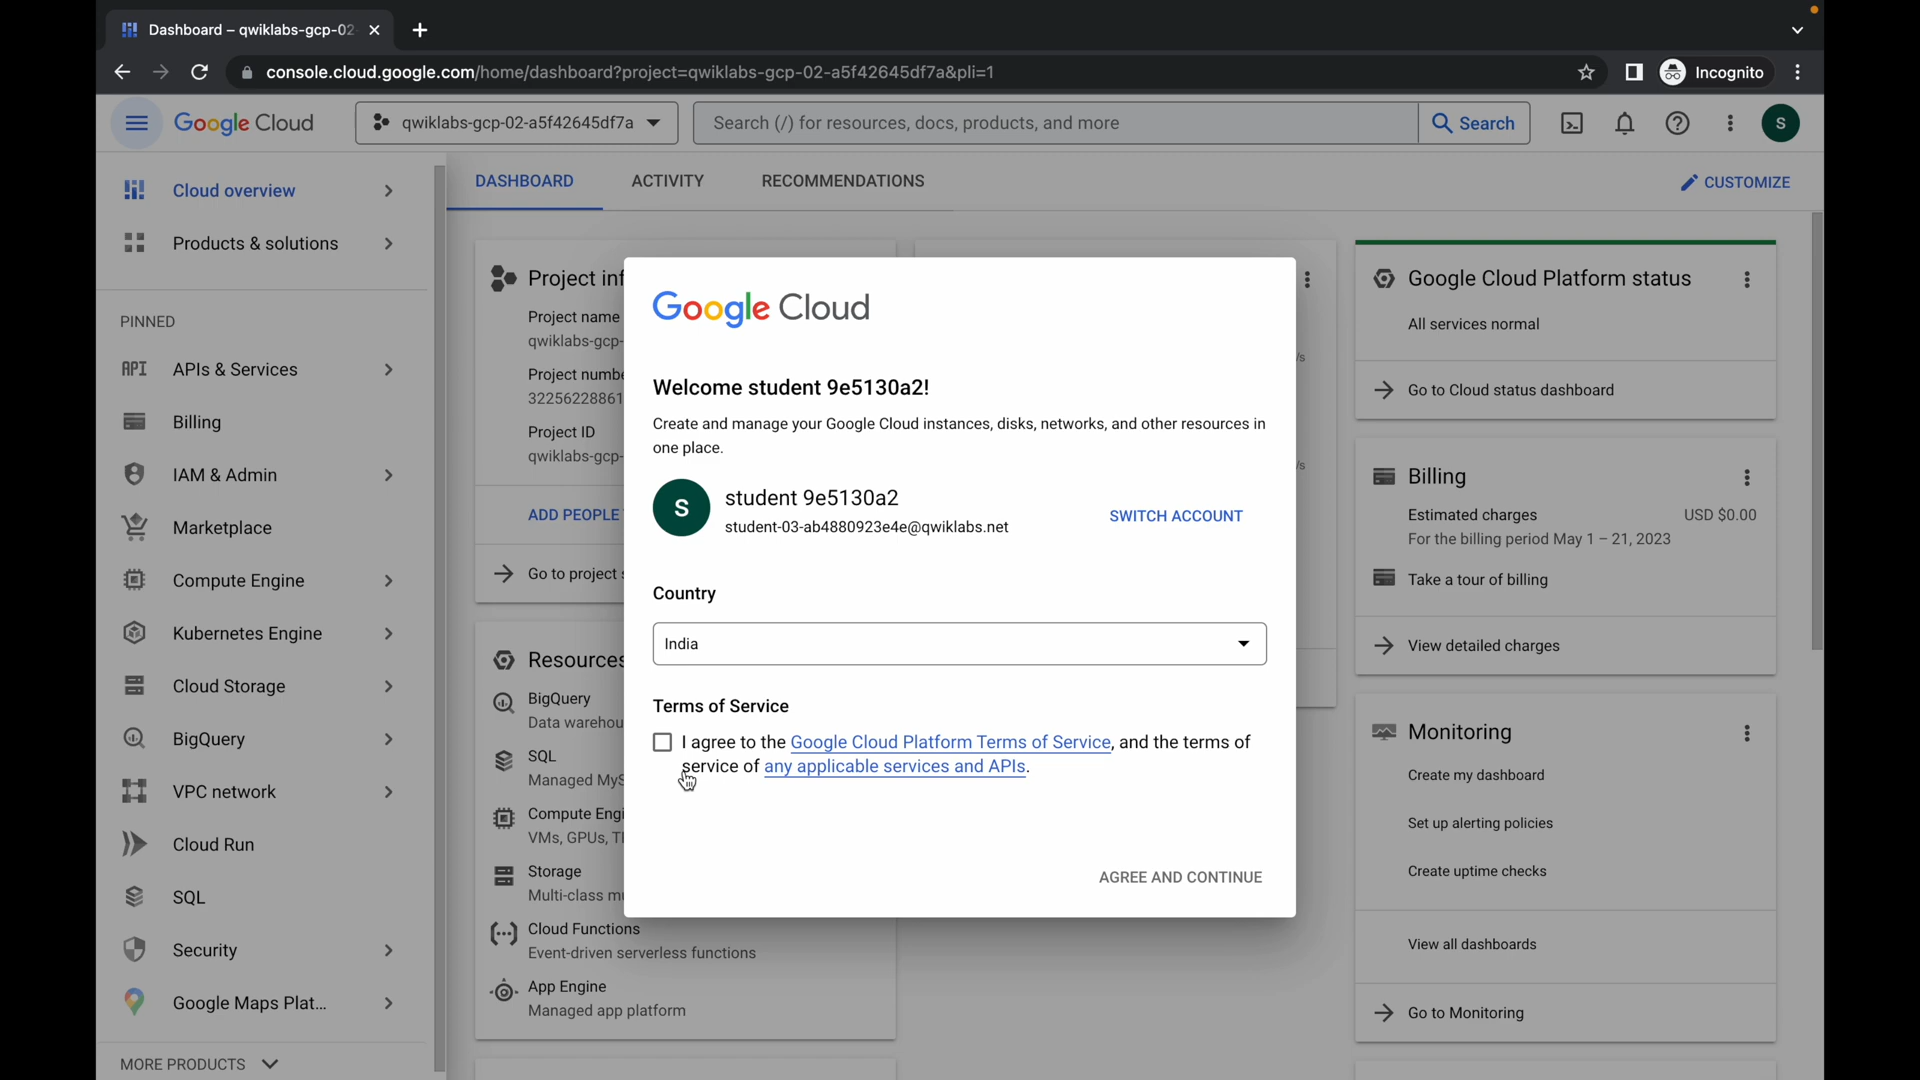 Dashboard – qwiklabs-gcp-02
console.cloud.google.com/home/dashboard?project=qwiklabs-gcp-02-a5f42645df7a&pli=1
Incognito
Google Cloud
qwiklabs-gcp-02-a5f42645df7a
Search (/) for resources, docs, products, and more
Search
S
Cloud overview
Products & solutions
PINNED
API APIs & Services
Billing
IAM & Admin
Marketplace
Compute Engine
Kubernetes Engine
Cloud Storage
BigQuery
VPC network
Cloud Run
SQL
Security
Google Maps Plat...
MORE PRODUCTS
DASHBOARD
ACTIVITY
RECOMMENDATIONS
CUSTOMIZE
Project inf
Project name
qwiklabs-gcp-
Project numbe
32256228861
Project ID
qwiklabs-gcp-
ADD PEOPLE
Go to project s
Resources
BigQuery
Data warehou
SQL
Managed MyS
Compute Engi
VMs, GPUs, T
Storage
Multi-class mu
Cloud Functions
Event-driven serverless functions
App Engine
Managed app platform
Google Cloud
Welcome student 9e5130a2!
Create and manage your Google Cloud instances, disks, networks, and other resources in
one place.
S
student 9e5130a2
student-03-ab4880923e4e@qwiklabs.net
SWITCH ACCOUNT
Country
India
Terms of Service
I agree to the Google Cloud Platform Terms of Service, and the terms of
service of any applicable services and APIs.
AGREE AND CONTINUE
/s
/s
Google Cloud Platform status
All services normal
Go to Cloud status dashboard
Billing
Estimated charges USD $0.00
For the billing period May 1 – 21, 2023
Take a tour of billing
View detailed charges
Monitoring
Create my dashboard
Set up alerting policies
Create uptime checks
View all dashboards
Go to Monitoring